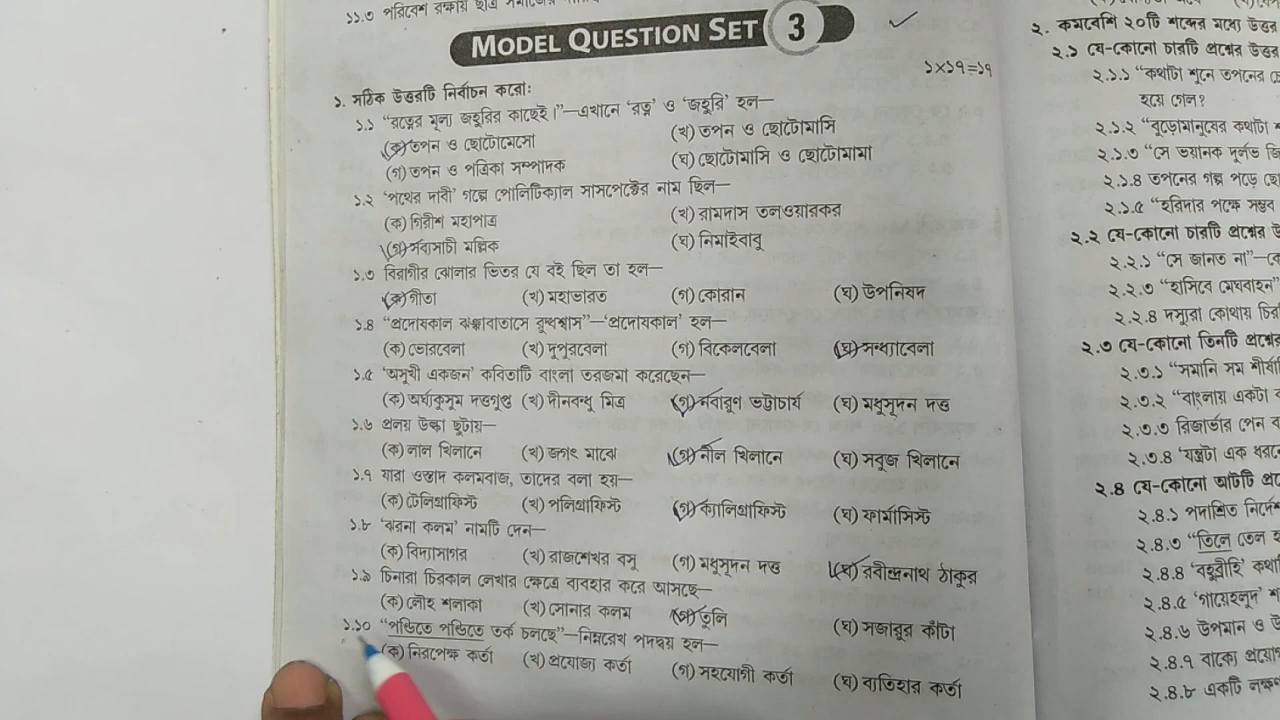 ১১.৩ পরিবেশ রক্ষায় ছাত্র
MODEL QUESTION SET 3
১×১৭=১৭
১. সঠিক উত্তরটি নির্বাচন করো:
১.১ “রত্নের মূল্য জহুরির কাছেই।”—এখানে ‘রত্ন’ ও ‘জহুরি’ হল—
(ক) তপন ও ছোটোমেসো (খ) তপন ও ছোটোমাসি
(গ) তপন ও পত্রিকা সম্পাদক (ঘ) ছোটোমাসি ও ছোটোমামা
১.২ ‘পথের দাবী’ গল্পে পোলিটিক্যাল সাসপেক্টের নাম ছিল—
(ক) গিরীশ মহাপাত্র (খ) রামদাস তলওয়ারকর
(গ) সব্যসাচী মল্লিক (ঘ) নিমাইবাবু
১.৩ বিরাগীর ঝোলার ভিতর যে বই ছিল তা হল—
(ক) গীতা (খ) মহাভারত (গ) কোরান (ঘ) উপনিষদ
১.৪ “প্রদোষকাল ঝঞ্ঝাবাতাসে রুদ্ধশ্বাস”—‘প্রদোষকাল’ হল—
(ক) ভোরবেলা (খ) দুপুরবেলা (গ) বিকেলবেলা (ঘ) সন্ধ্যাবেলা
১.৫ ‘অসুখী একজন’ কবিতাটি বাংলা তরজমা করেছেন—
(ক) অর্ঘ্যকুসুম দত্তগুপ্ত (খ) দীনবন্ধু মিত্র (গ) নবারুণ ভট্টাচার্য (ঘ) মধুসূদন দত্ত
১.৬ প্রলয় উল্কা ছুটায়—
(ক) লাল খিলানে (খ) জগৎ মাঝে (গ) নীল খিলানে (ঘ) সবুজ খিলানে
১.৭ যারা ওস্তাদ কলমবাজ, তাদের বলা হয়—
(ক) টেলিগ্রাফিস্ট (খ) পলিগ্রাফিস্ট (গ) ক্যালিগ্রাফিস্ট (ঘ) ফার্মাসিস্ট
১.৮ ‘ঝরনা কলম’ নামটি দেন—
(ক) বিদ্যাসাগর (খ) রাজশেখর বসু (গ) মধুসূদন দত্ত (ঘ) রবীন্দ্রনাথ ঠাকুর
১.৯ চিনারা চিরকাল লেখার ক্ষেত্রে ব্যবহার করে আসছে—
(ক) লৌহ শলাকা (খ) সোনার কলম (গ) তুলি (ঘ) সজারুর কাঁটা
১.১০ “পণ্ডিতে পণ্ডিতে তর্ক চলছে”—নিম্নরেখ পদদ্বয় হল—
(ক) নিরপেক্ষ কর্তা (খ) প্রযোজ্য কর্তা (গ) সহযোগী কর্তা (ঘ) ব্যতিহার কর্তা
২. কমবেশি ২০টি শব্দের মধ্যে উত্তর
২.১ যে-কোনো চারটি প্রশ্নের উত্তর
২.১.১ “কথাটা শুনে তপনের
হয়ে গেল?
২.১.২ “বুড়োমানুষের কথাটা
২.১.৩ “সে ভয়ানক দুর্লভ
২.১.৪ তপনের গল্প পড়ে
২.১.৫ “হরিদার পক্ষে সম্ভব
২.২ যে-কোনো চারটি প্রশ্নের
২.২.১ “সে জানত না”—
২.২.৩ “হাসিবে মেঘবাহন”
২.২.৪ দস্যুরা কোথায়
২.৩ যে-কোনো তিনটি প্রশ্নের
২.৩.১ “সমানি সম শীর্ষা
২.৩.২ “বাংলায় একটা
২.৩.৩ রিজার্ভার পেন
২.৩.৪ ‘যন্ত্রটা এক ধরনে
২.৪ যে-কোনো আটটি
২.৪.১ পদাশ্রিত নির্দেশ
২.৪.৩ “তিলে তেল
২.৪.৪ ‘বহুব্রীহি’ কথা
২.৪.৫ ‘গায়েহলুদ’
২.৪.৬ উপমান ও
২.৪.৭ বাক্যে প্রয়োগ
২.৪.৮ একটি লক্ষণ